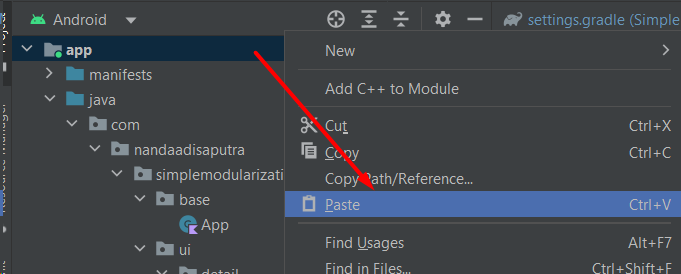 Android
settings.gradle (Simple
app
manifests
java
com
nandaadisaputra
simplemodularizati
base
App
ui
detail
New
Add C++ to Module
Cut Ctrl+X
Copy Ctrl+C
Copy Path/Reference...
Paste Ctrl+V
Find Usages Alt+F7
Find in Files... Ctrl+Shift+F